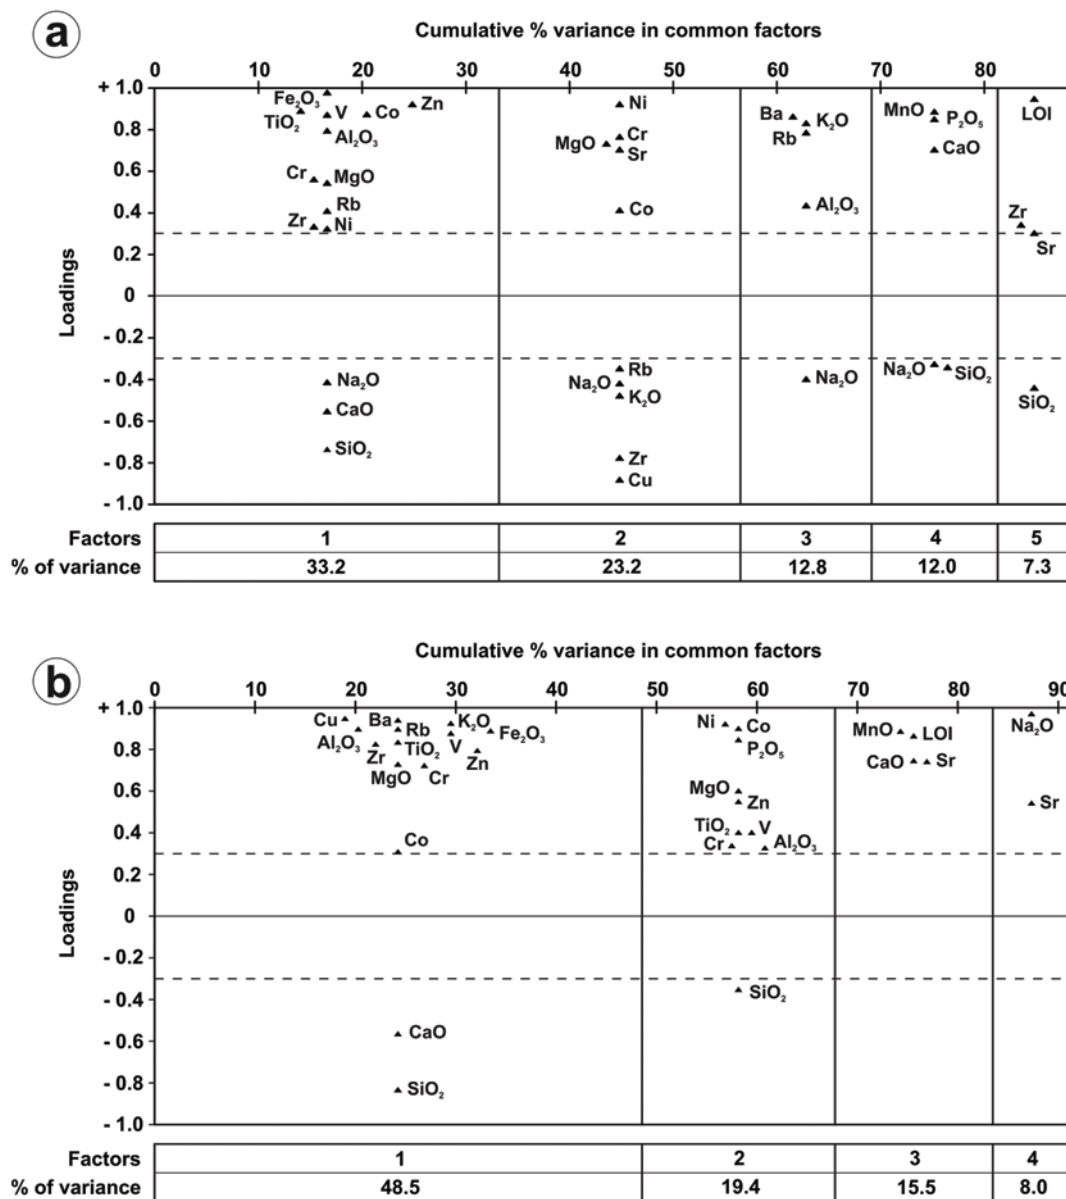 a
Cumulative % variance in common factors
0 10 20 30 40 50 60 70 80
+ 1.0
0.8
0.6
0.4
0.2
0
- 0.2
- 0.4
- 0.6
- 0.8
- 1.0
Loadings
Fe₂O₃ V Co Zn
TiO₂
Al₂O₃
Cr MgO
Rb
Zr Ni
Na₂O
CaO
SiO₂
Ni
Cr
MgO
Sr
Co
Rb
Na₂O
K₂O
Zr
Cu
Ba K₂O
Rb
Al₂O₃
Na₂O
MnO P₂O₅
CaO
Na₂O SiO₂
LOI
Zr
Sr
SiO₂
Factors 1 2 3 4 5
% of variance 33.2 23.2 12.8 12.0 7.3
b
Cumulative % variance in common factors
0 10 20 30 40 50 60 70 80 90
+ 1.0
0.8
0.6
0.4
0.2
0
- 0.2
- 0.4
- 0.6
- 0.8
- 1.0
Loadings
Cu Ba K₂O
Rb Fe₂O₃
Al₂O₃ TiO₂ V
Zr Zn
MgO Cr
Co
CaO
SiO₂
Ni Co
P₂O₅
MgO
Zn
TiO₂ V
Cr Al₂O₃
SiO₂
MnO LOI
CaO Sr
Na₂O
Sr
Factors 1 2 3 4
% of variance 48.5 19.4 15.5 8.0